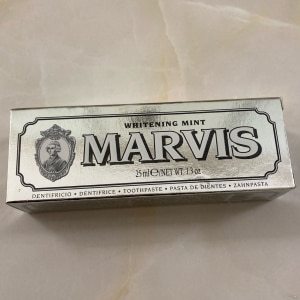 WHITENING MINT
MARVIS
25 ml ℮/NET WT. 1.3 oz
DENTIFRICIO • DENTIFRICE • TOOTHPASTE • PASTA DE DIENTES • ZAHNPASTA